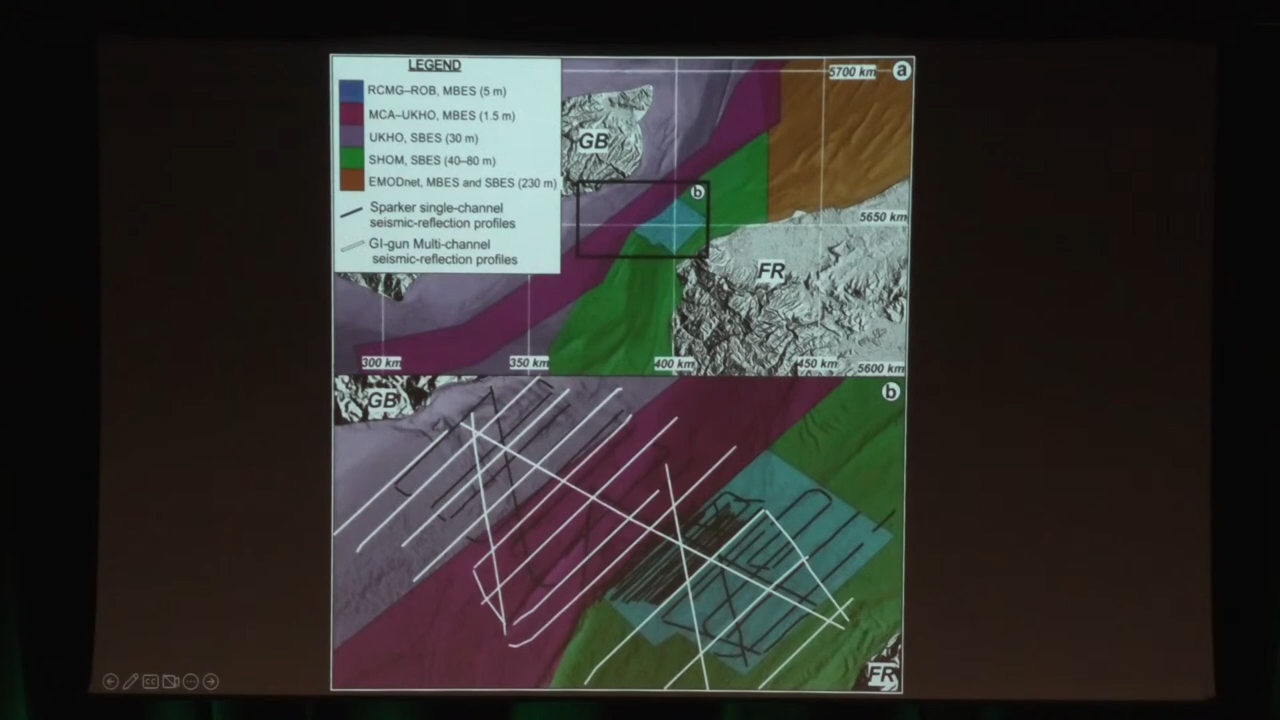 LEGEND
RCMG–ROB, MBES (5 m)
MCA–UKHO, MBES (1.5 m)
UKHO, SBES (30 m)
SHOM, SBES (40–80 m)
EMODnet, MBES and SBES (230 m)
Sparker single-channel
seismic-reflection profiles
GI-gun Multi-channel
seismic-reflection profiles
5700 km
a
GB
b
5650 km
FR
300 km
350 km
400 km
450 km
5600 km
GB
b
FR
CC